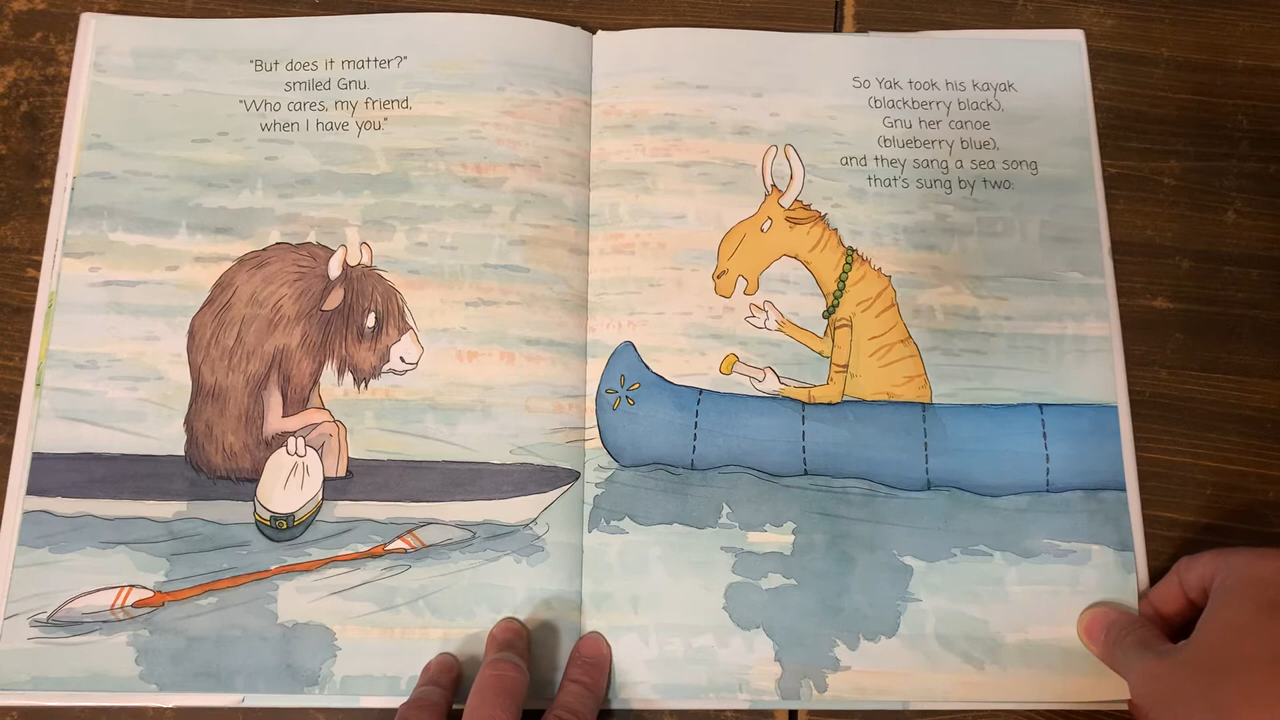 "But does it matter?"
smiled Gnu.
"Who cares, my friend,
when I have you."
So Yak took his kayak
(blackberry black),
Gnu her canoe
(blueberry blue),
and they sang a sea song
that's sung by two: